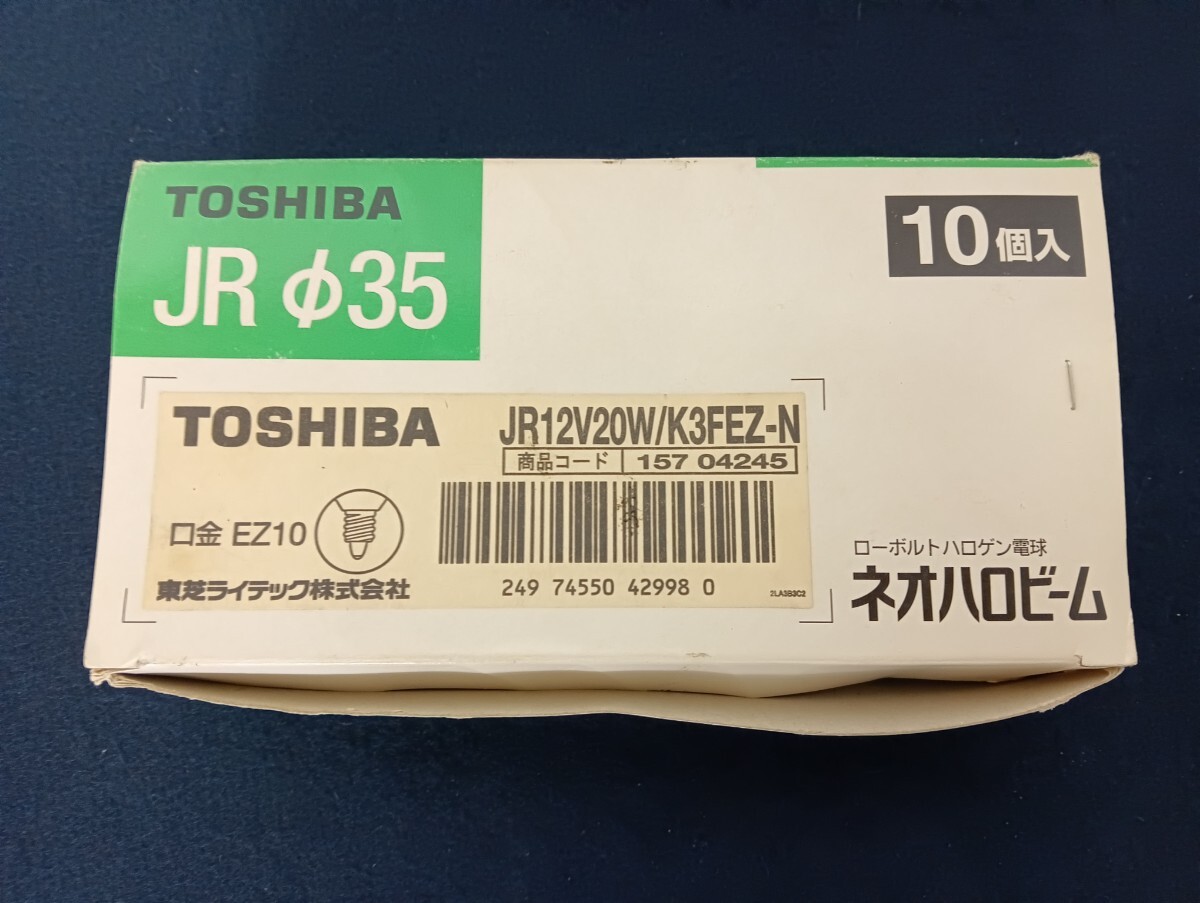 TOSHIBA
JR φ35
10個入
TOSHIBA
JR12V20W/K3FEZ-N
商品コード 157 04245
口金 EZ10
東芝ライテック株式会社
249 74550 42998 0
2LA3B3C2
ローボルトハロゲン電球
ネオハロビーム